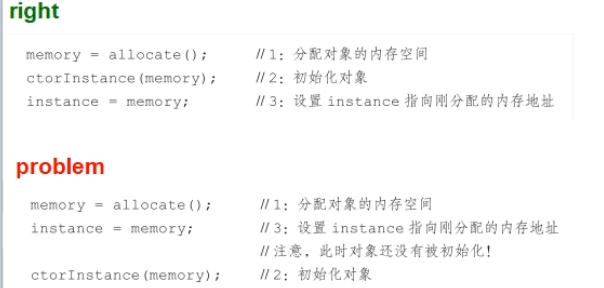 right
memory = allocate(); //1：分配对象的内存空间
ctorInstance(memory); //2：初始化对象
instance = memory; //3：设置 instance 指向刚分配的内存地址
problem
memory = allocate(); //1：分配对象的内存空间
instance = memory; //3：设置 instance 指向刚分配的内存地址
//注意，此时对象还没有被初始化！
ctorInstance(memory); //2：初始化对象